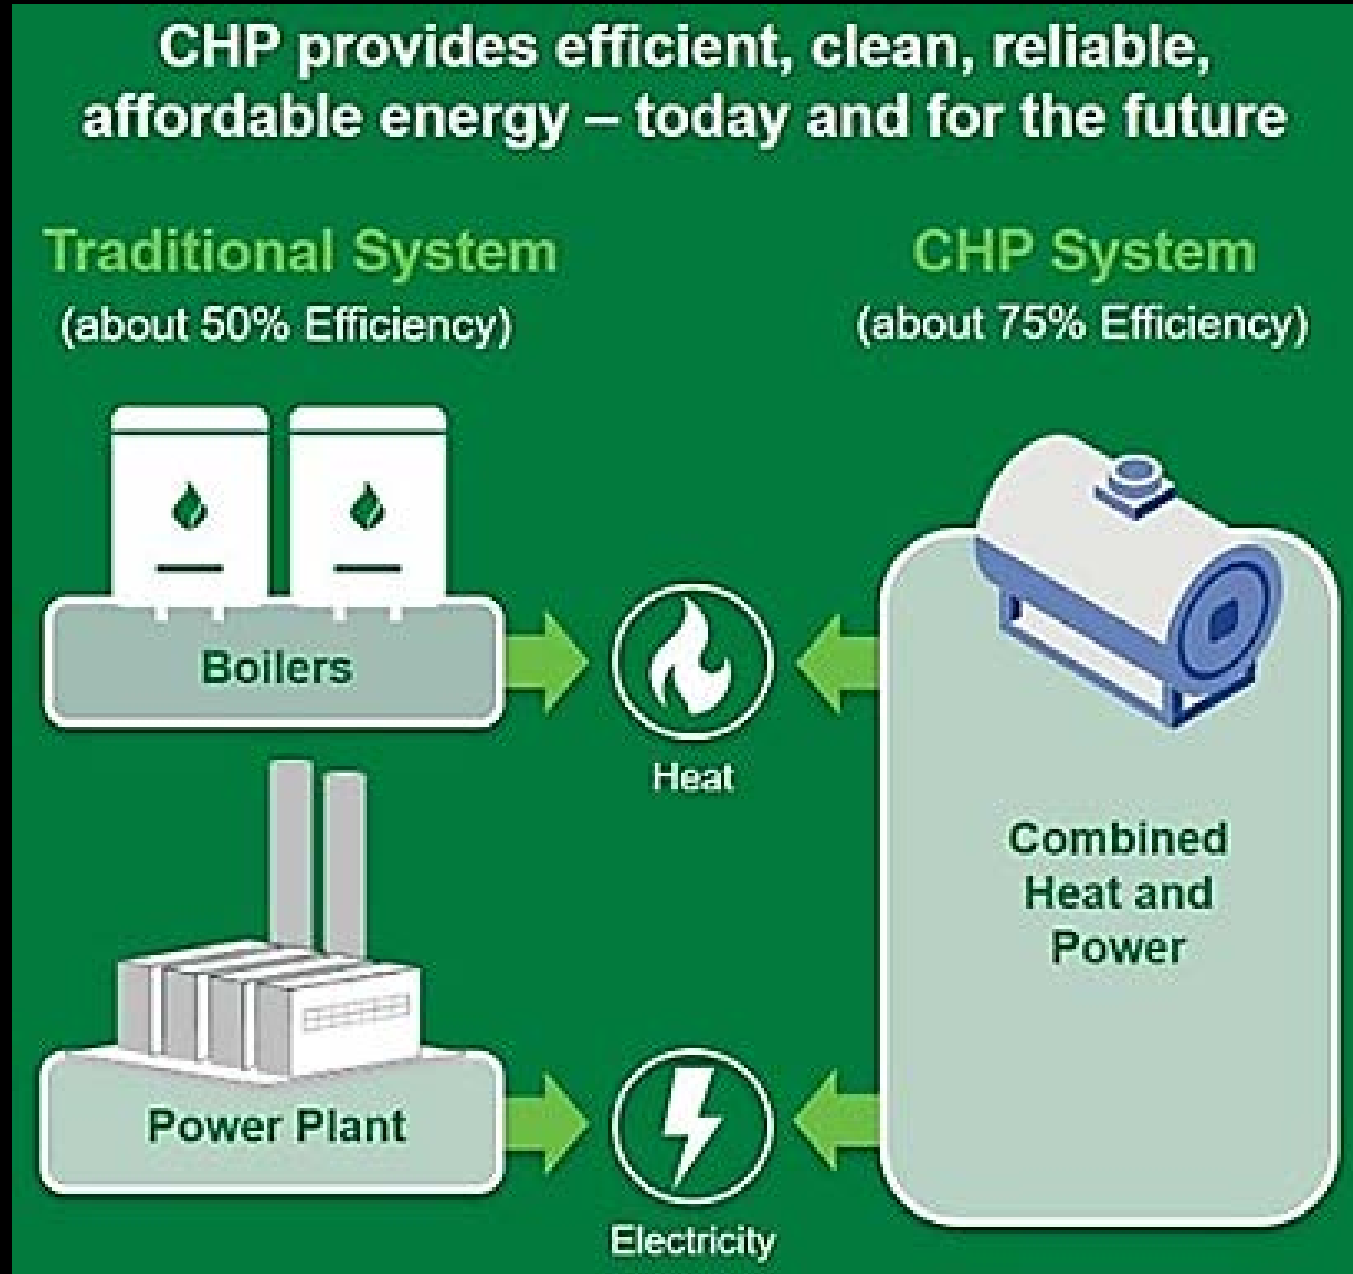 CHP provides efficient, clean, reliable,
affordable energy – today and for the future
Traditional System
(about 50% Efficiency)
CHP System
(about 75% Efficiency)
Boilers
Heat
Combined
Heat and
Power
Power Plant
Electricity